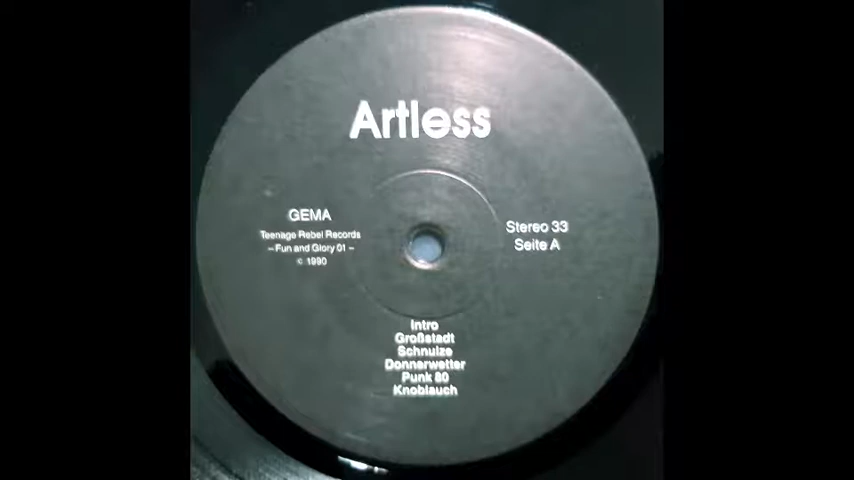 Artless
GEMA
Teenage Rebel Records
– Fun and Glory 01 –
© 1990
Stereo 33
Seite A
Intro
Großstadt
Schnulze
Donnerwetter
Punk 80
Knoblauch